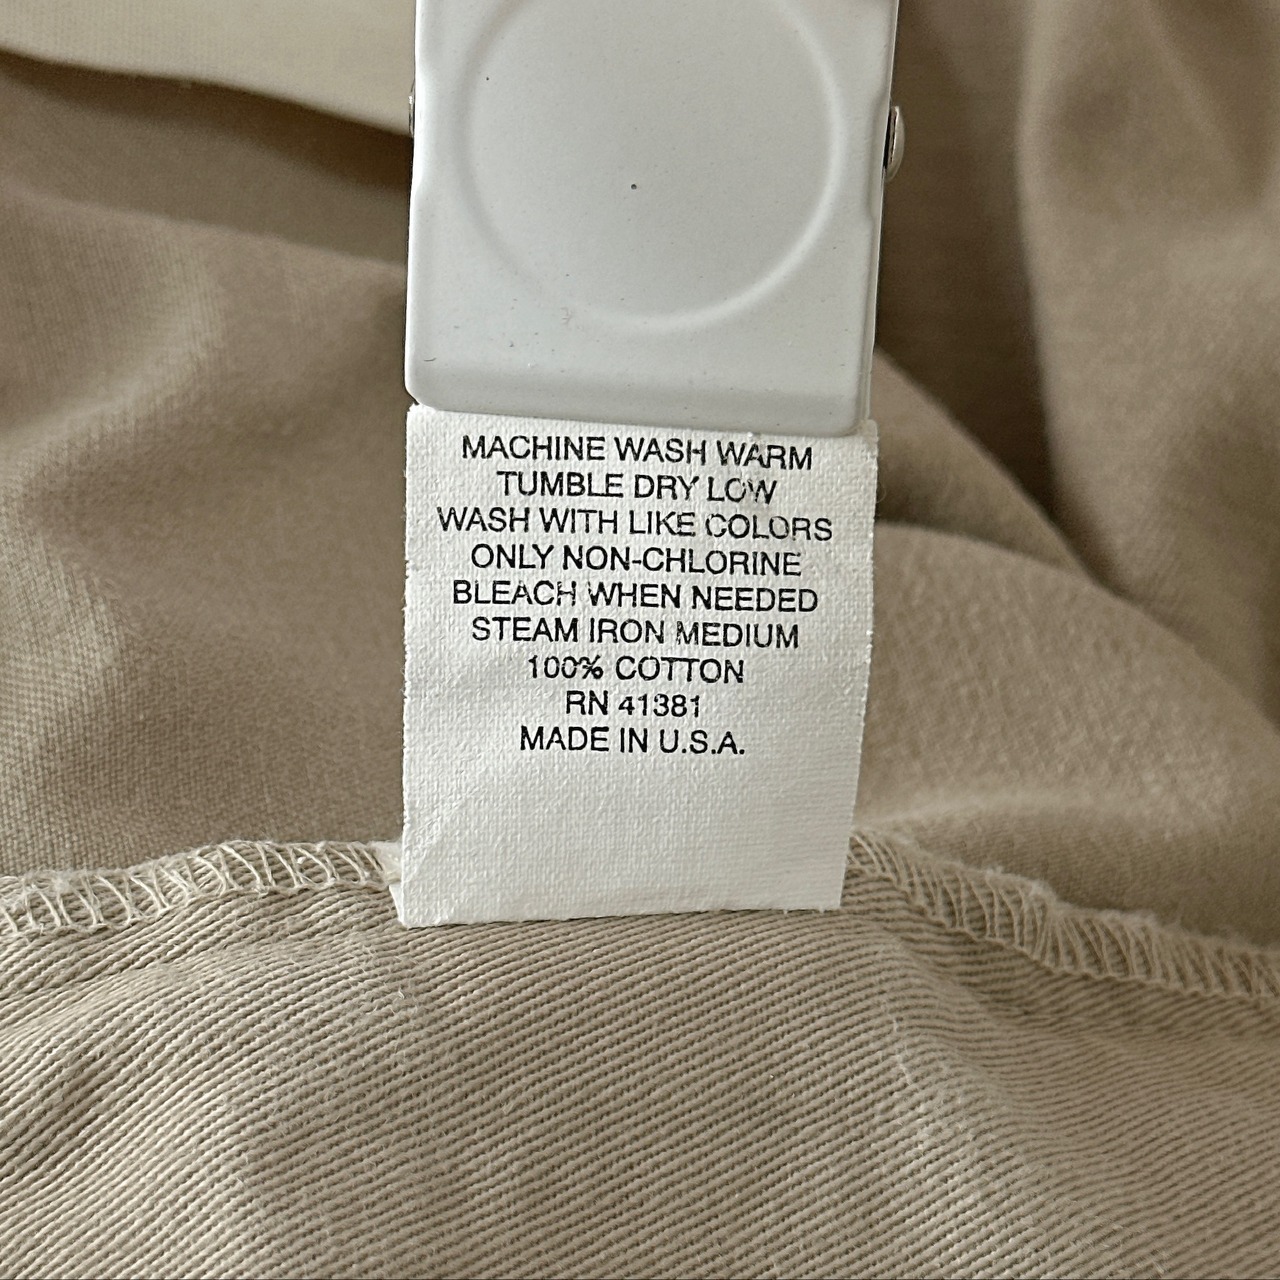 MACHINE WASH WARM
TUMBLE DRY LOW
WASH WITH LIKE COLORS
ONLY NON-CHLORINE
BLEACH WHEN NEEDED
STEAM IRON MEDIUM
100% COTTON
RN 41381
MADE IN U.S.A.